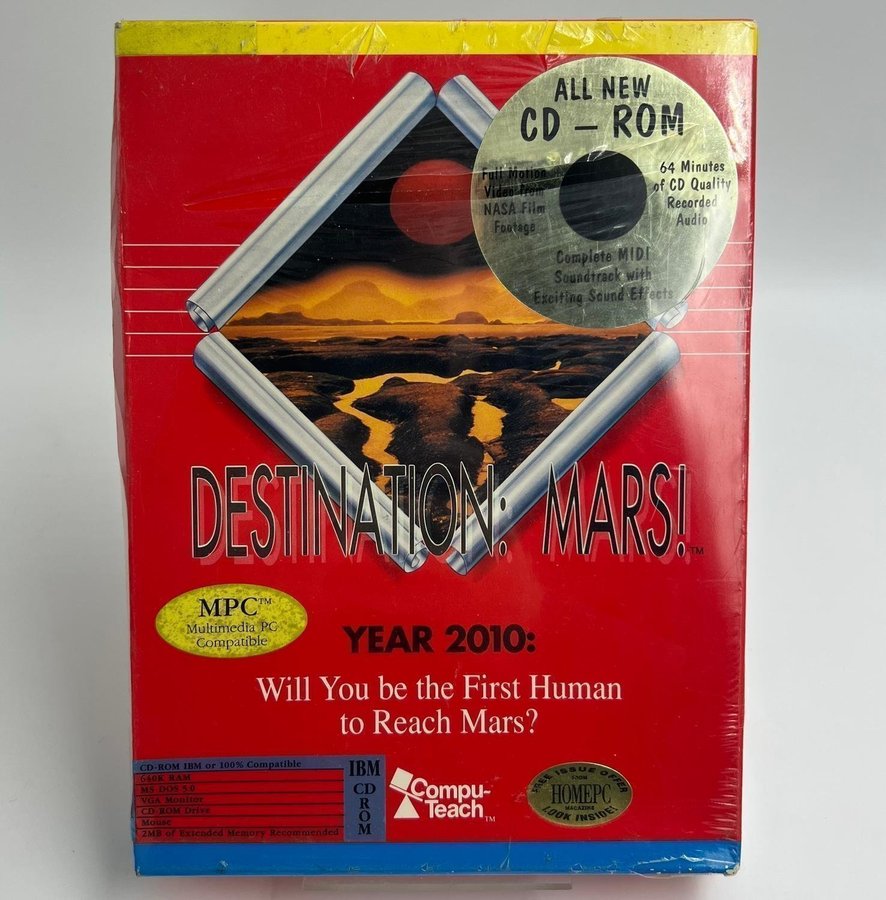 ALL NEW
CD – ROM
Full Motion
Video from
NASA Film
Footage
64 Minutes
of CD Quality
Recorded
Audio
Complete MIDI
Soundtrack with
Exciting Sound Effects
DESTINATION: MARS!™
MPC™
Multimedia PC
Compatible
YEAR 2010:
Will You be the First Human
to Reach Mars?
CD-ROM IBM or 100% Compatible
640K RAM
MS-DOS 5.0
VGA Monitor
CD-ROM Drive
Mouse
2MB of Extended Memory Recommended
IBM
CD
ROM
Compu-
Teach™
FREE ISSUE OFFER
FROM
HOMEPC
MAGAZINE
LOOK INSIDE!